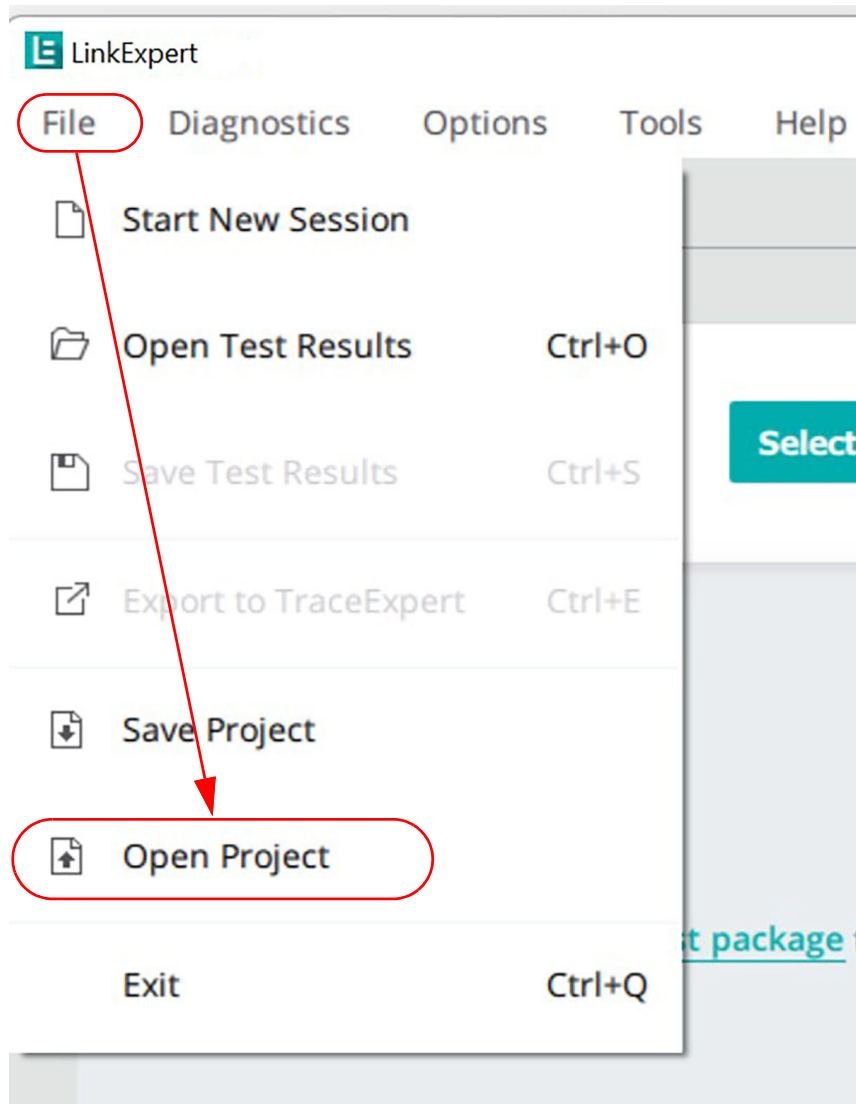 LinkExpert
File Diagnostics Options Tools Help
Start New Session
Open Test Results Ctrl+O
Select
Save Test Results Ctrl+S
Export to TraceExpert Ctrl+E
Save Project
Open Project
package
Exit Ctrl+Q